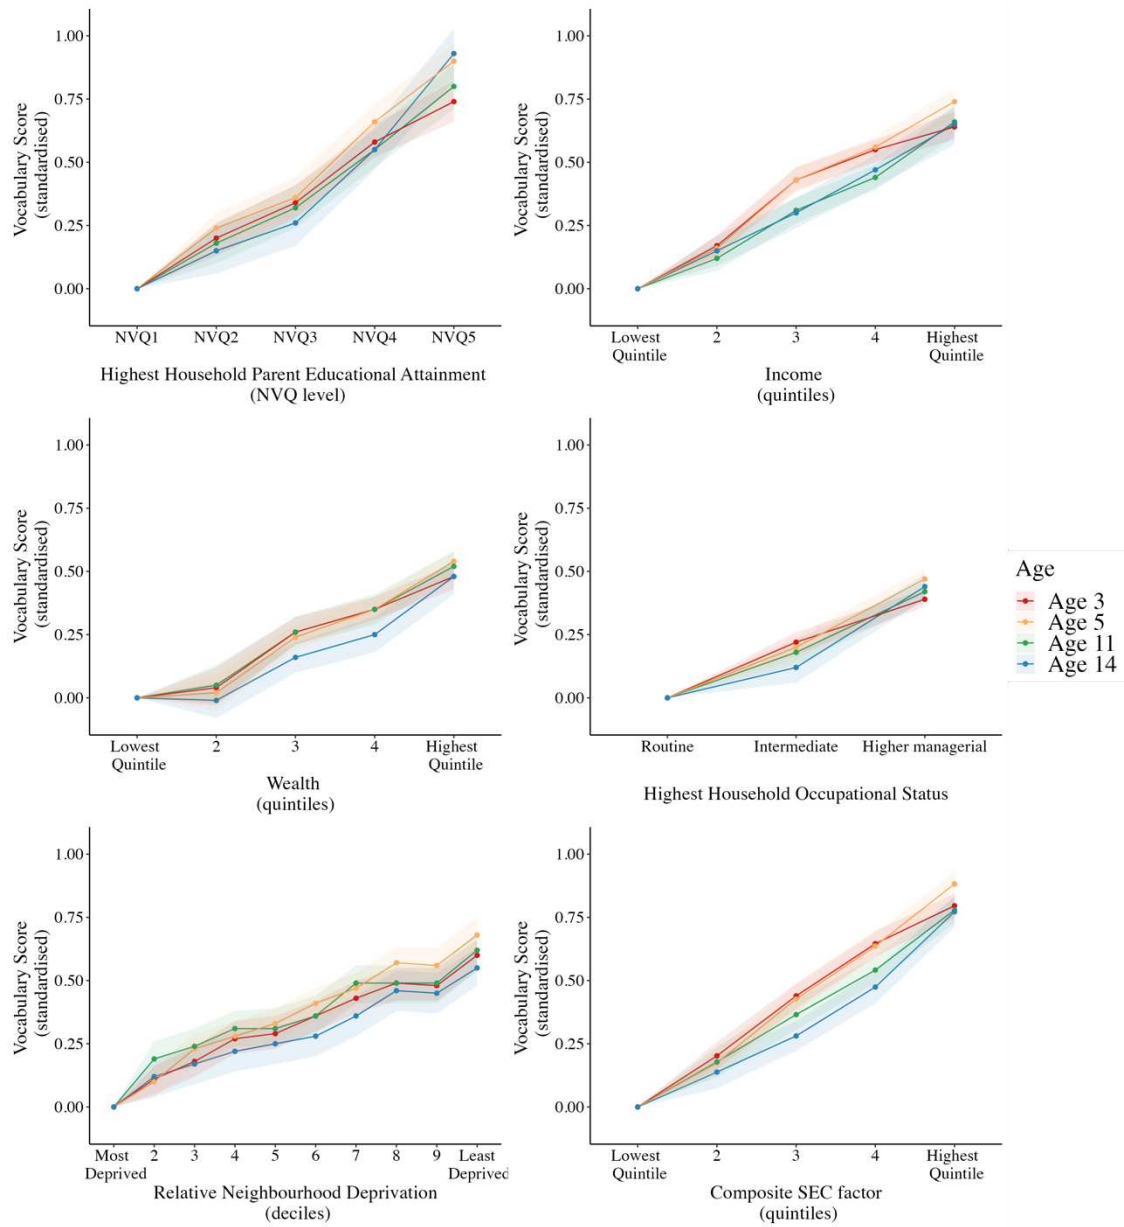 1.00
0.75
0.50
0.25
0.00
Vocabulary Score
(standardised)
NVQ1 NVQ2 NVQ3 NVQ4 NVQ5
Highest Household Parent Educational Attainment
(NVQ level)
1.00
0.75
0.50
0.25
0.00
Vocabulary Score
(standardised)
Lowest 2 3 4 Highest
Quintile Quintile
Income
(quintiles)
1.00
0.75
0.50
0.25
0.00
Vocabulary Score
(standardised)
Lowest 2 3 4 Highest
Quintile Quintile
Wealth
(quintiles)
1.00
0.75
0.50
0.25
0.00
Vocabulary Score
(standardised)
Routine Intermediate Higher managerial
Highest Household Occupational Status
Age
Age 3
Age 5
Age 11
Age 14
1.00
0.75
0.50
0.25
0.00
Vocabulary Score
(standardised)
Most 2 3 4 5 6 7 8 9 Least
Deprived Deprived
Relative Neighbourhood Deprivation
(deciles)
1.00
0.75
0.50
0.25
0.00
Vocabulary Score
(standardised)
Lowest 2 3 4 Highest
Quintile Quintile
Composite SEC factor
(quintiles)